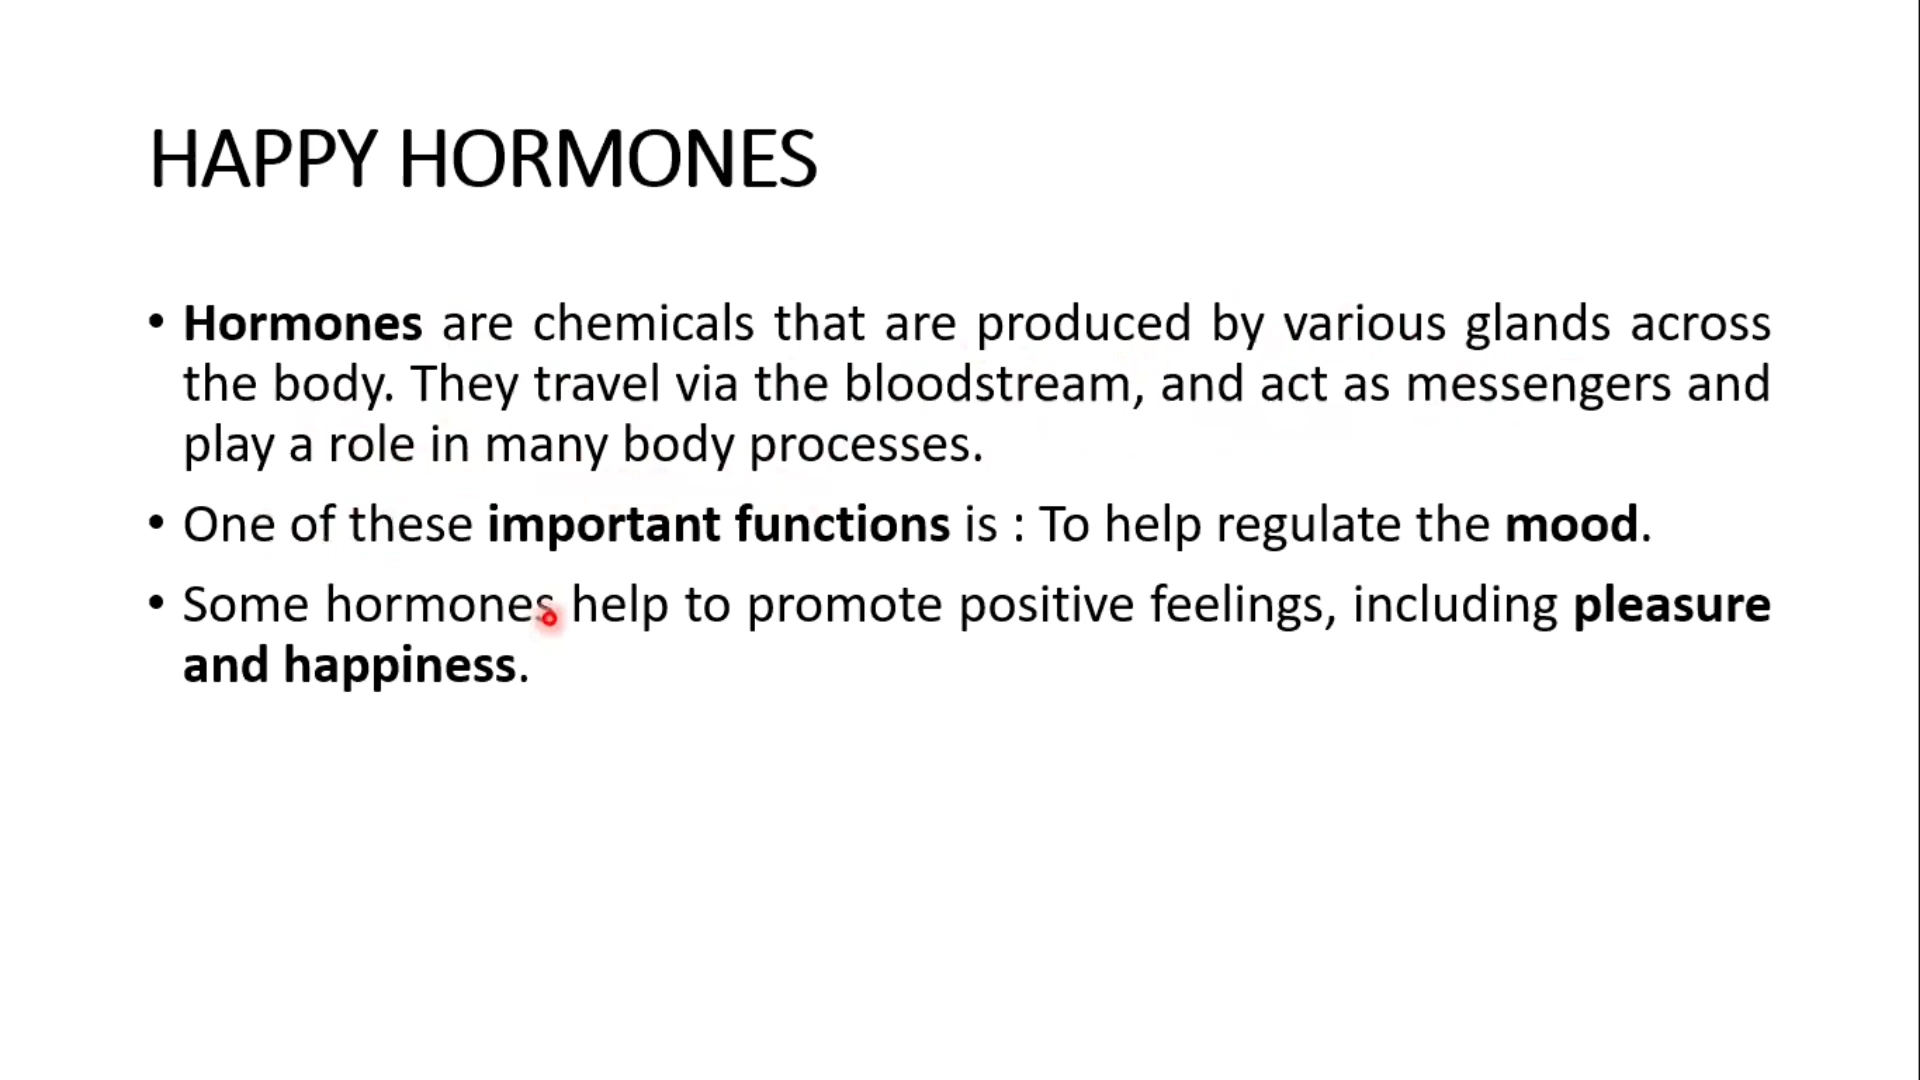 HAPPY HORMONES
• Hormones are chemicals that are produced by various glands across
the body. They travel via the bloodstream, and act as messengers and
play a role in many body processes.
• One of these important functions is : To help regulate the mood.
• Some hormones help to promote positive feelings, including pleasure
and happiness.